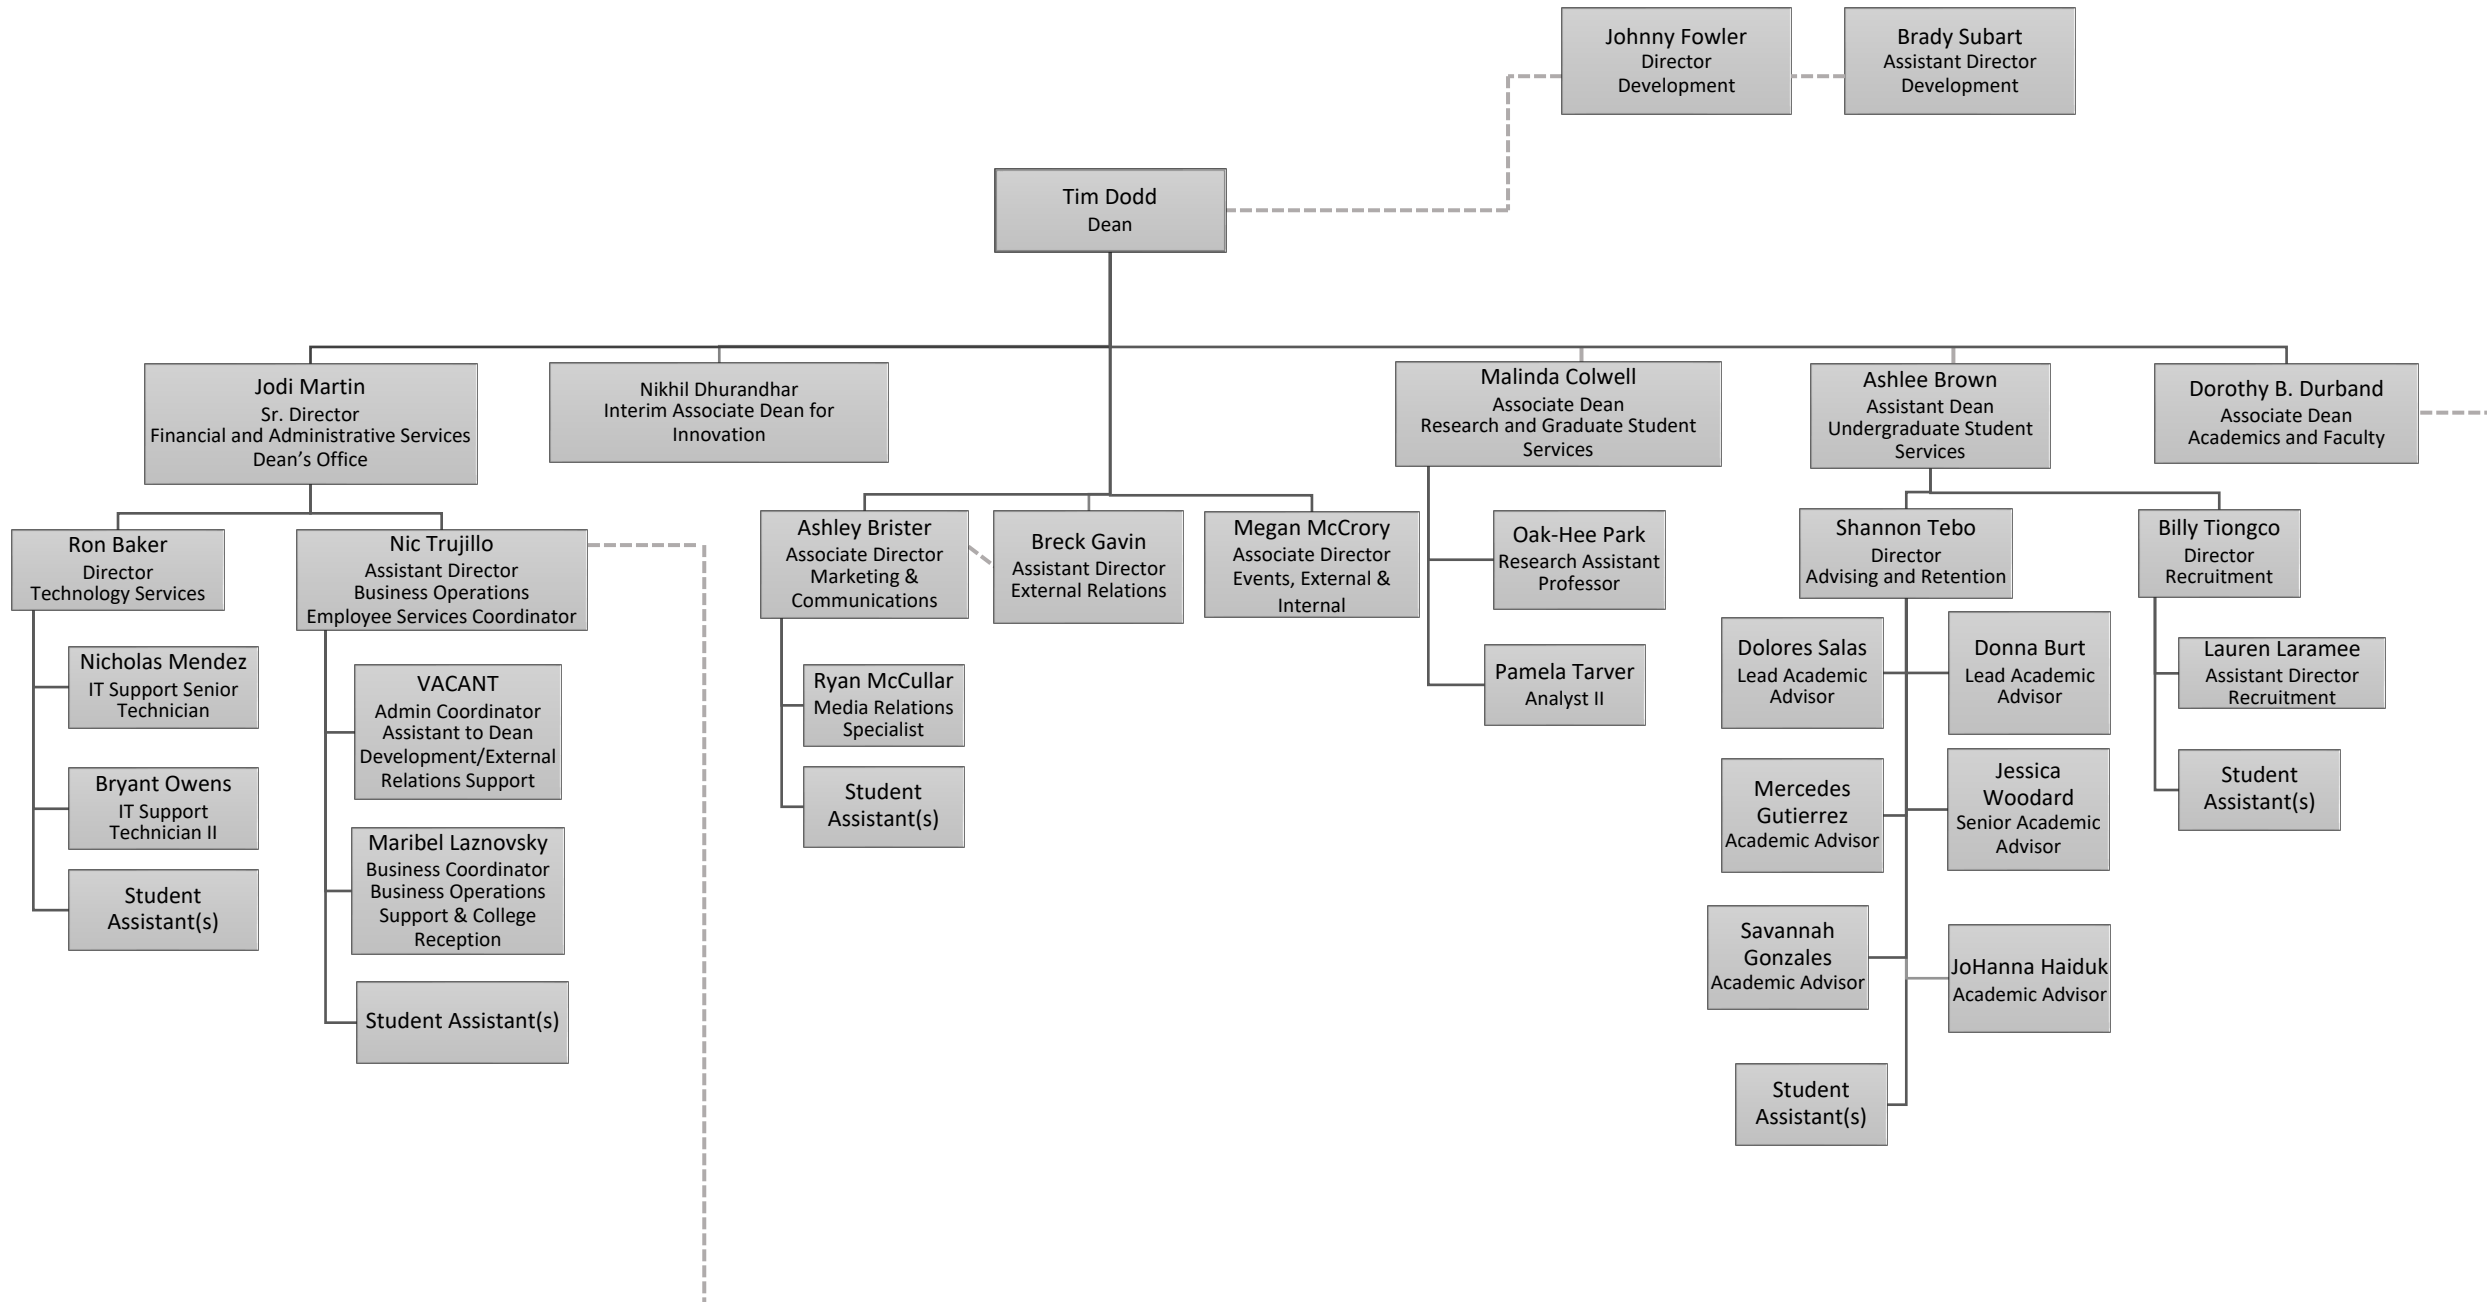 Johnny Fowler
Director
Development
Brady Subart
Assistant Director
Development
Tim Dodd
Dean
Jodi Martin
Sr. Director
Financial and Administrative Services
Dean’s Office
Nikhil Dhurandhar
Interim Associate Dean for
Innovation
Malinda Colwell
Associate Dean
Research and Graduate Student
Services
Ashlee Brown
Assistant Dean
Undergraduate Student
Services
Dorothy B. Durband
Associate Dean
Academics and Faculty
Ron Baker
Director
Technology Services
Nic Trujillo
Assistant Director
Business Operations
Employee Services Coordinator
Ashley Brister
Associate Director
Marketing &
Communications
Breck Gavin
Assistant Director
External Relations
Megan McCrory
Associate Director
Events, External &
Internal
Oak-Hee Park
Research Assistant
Professor
Shannon Tebo
Director
Advising and Retention
Billy Tiongco
Director
Recruitment
Nicholas Mendez
IT Support Senior
Technician
VACANT
Admin Coordinator
Assistant to Dean
Development/External
Relations Support
Ryan McCullar
Media Relations
Specialist
Pamela Tarver
Analyst II
Dolores Salas
Lead Academic
Advisor
Donna Burt
Lead Academic
Advisor
Lauren Laramee
Assistant Director
Recruitment
Bryant Owens
IT Support
Technician II
Maribel Laznovsky
Business Coordinator
Business Operations
Support & College
Reception
Student
Assistant(s)
Mercedes
Gutierrez
Academic Advisor
Jessica
Woodard
Senior Academic
Advisor
Student
Assistant(s)
Student
Assistant(s)
Student Assistant(s)
Savannah
Gonzales
Academic Advisor
JoHanna Haiduk
Academic Advisor
Student
Assistant(s)